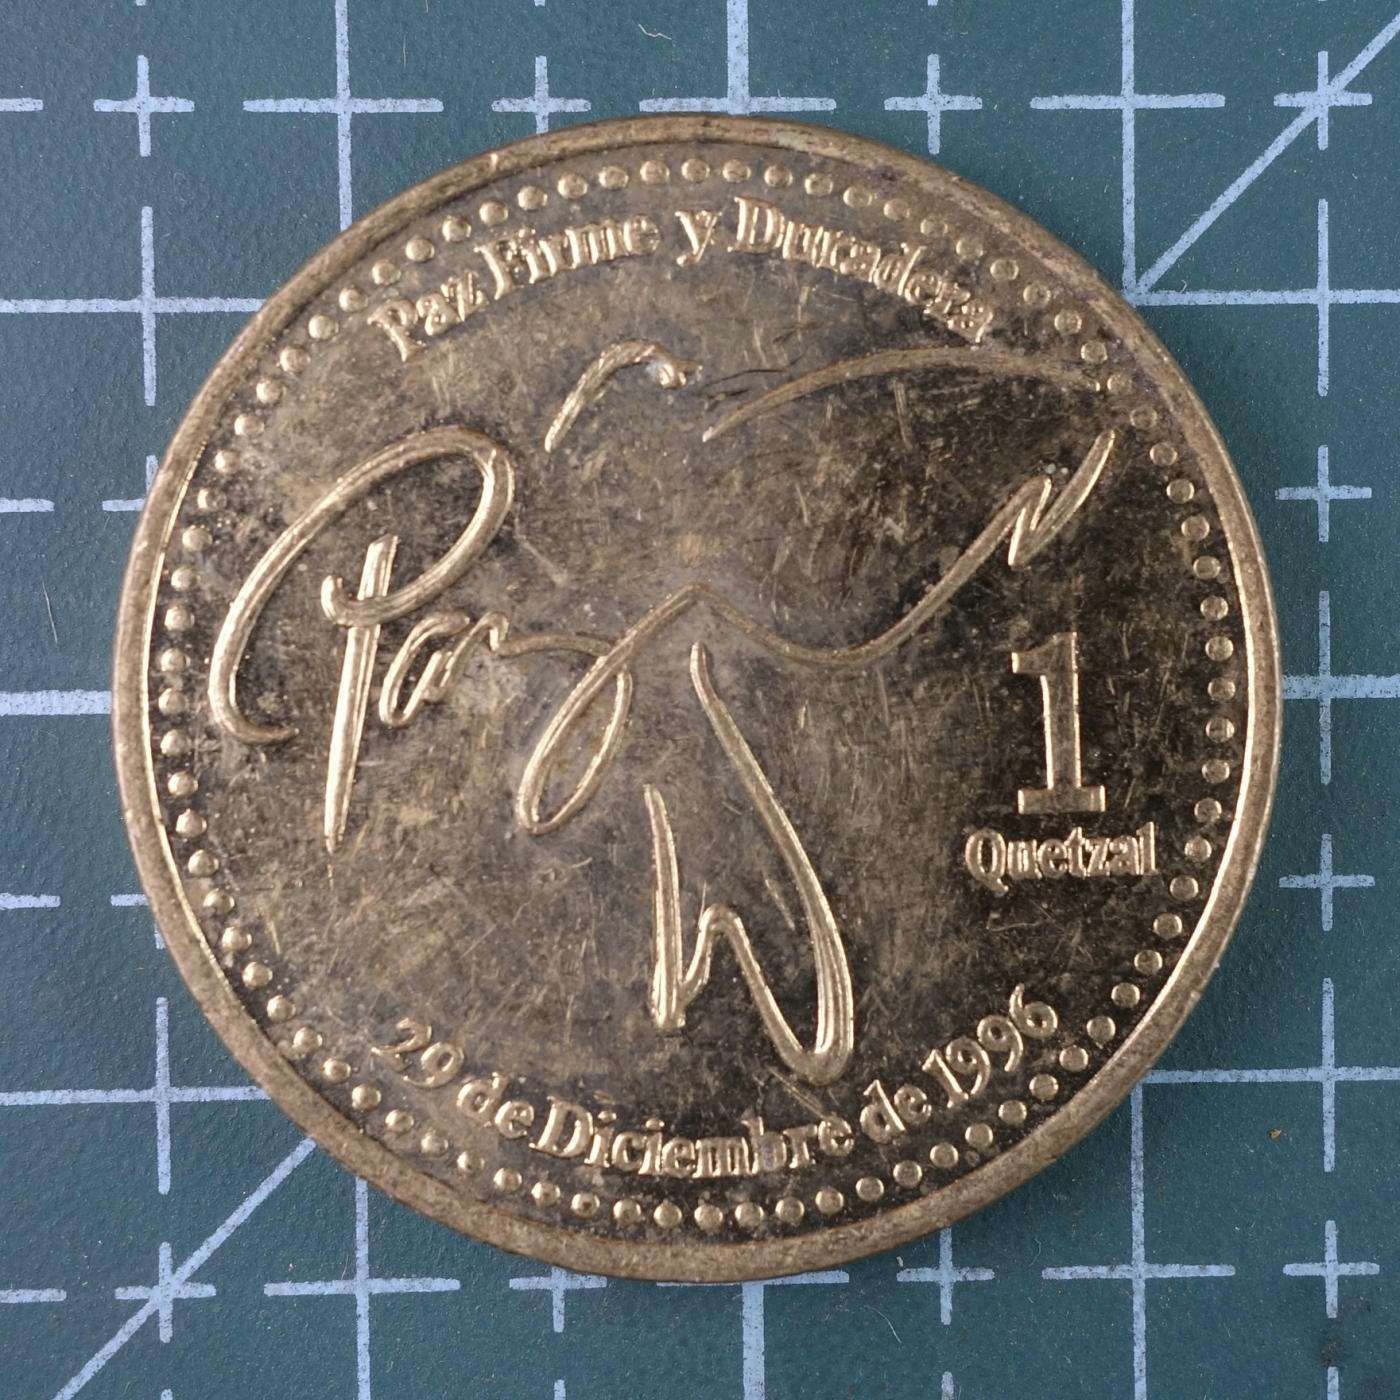 Paz Firme y Duradera
Paz
1
Quetzal
29 de Diciembre de 1996